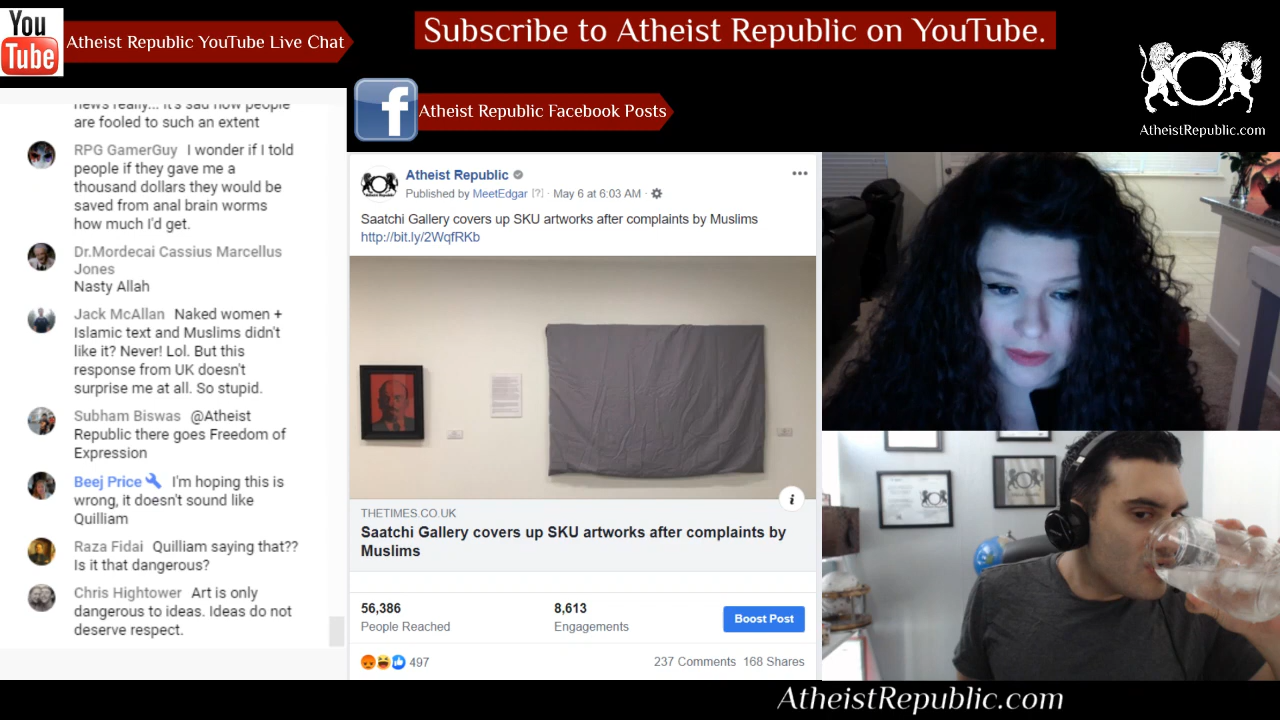 You
Tube
Atheist Republic YouTube Live Chat
Subscribe to Atheist Republic on YouTube.
AtheistRepublic.com
f
Atheist Republic Facebook Posts
news really... it's sad how people
are fooled to such an extent
RPG GamerGuy I wonder if I told
people if they gave me a
thousand dollars they would be
saved from anal brain worms
how much I'd get.
Dr.Mordecai Cassius Marcellus
Jones
Nasty Allah
Jack McAllan Naked women +
Islamic text and Muslims didn't
like it? Never! Lol. But this
response from UK doesn't
surprise me at all. So stupid.
Subham Biswas @Atheist
Republic there goes Freedom of
Expression
Beej Price I'm hoping this is
wrong, it doesn't sound like
Quilliam
Raza Fidai Quilliam saying that??
Is it that dangerous?
Chris Hightower Art is only
dangerous to ideas. Ideas do not
deserve respect.
Atheist Republic
Published by MeetEdgar [?] · May 6 at 6:03 AM ·
Saatchi Gallery covers up SKU artworks after complaints by Muslims
http://bit.ly/2WqfRKb
i
THETIMES.CO.UK
Saatchi Gallery covers up SKU artworks after complaints by
Muslims
56,386
People Reached
8,613
Engagements
Boost Post
497
237 Comments 168 Shares
AtheistRepublic.com